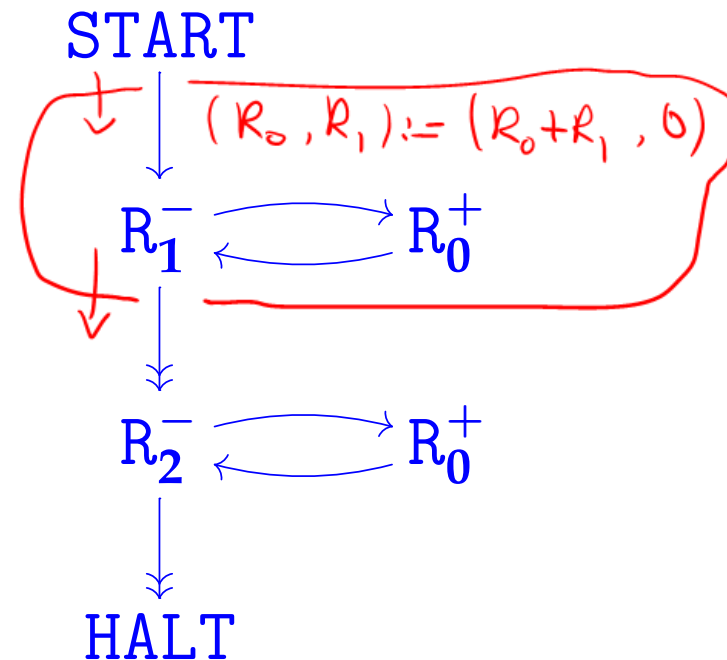 START
(R₀, R₁) := (R₀+R₁, 0)
R₁⁻ R₀⁺
R₂⁻ R₀⁺
HALT